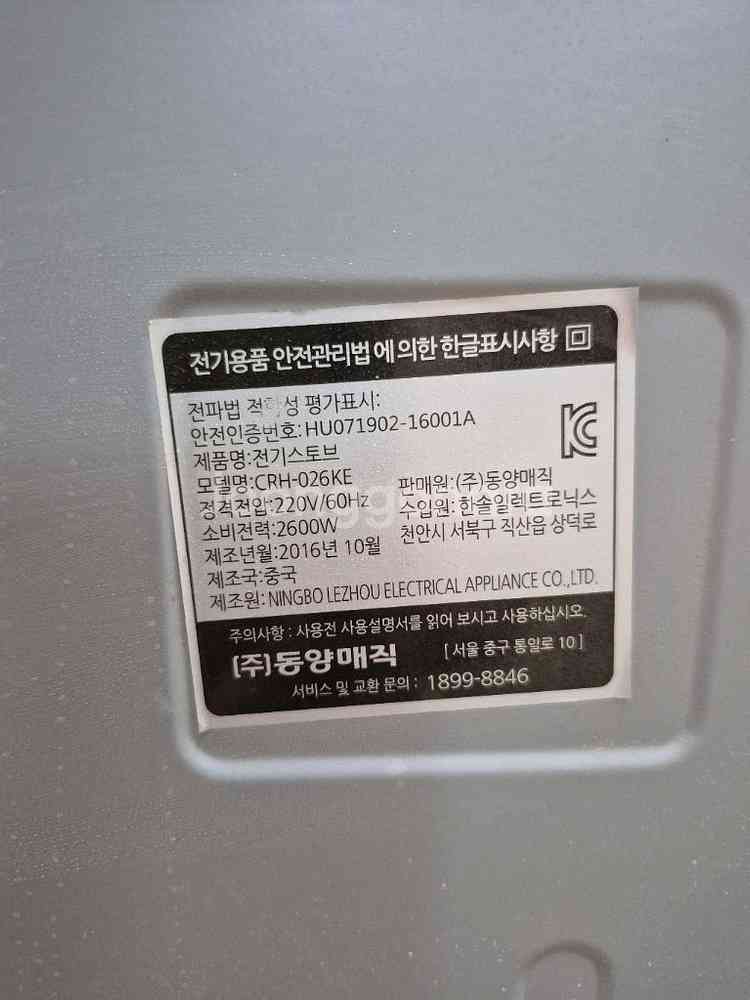 전기용품 안전관리법에 의한 한글표시사항
전파법 적합성 평가표시:
안전인증번호:HU071902-16001A
제품명:전기스토브
모델명:CRH-026KE
정격전압:220V/60Hz
소비전력:2600W
제조년월:2016년 10월
제조국:중국
판매원:(주)동양매직
수입원:한솔일렉트로닉스
천안시 서북구 직산읍 상덕로
제조원:NINGBO LEZHOU ELECTRICAL APPLIANCE CO.,LTD.
주의사항 : 사용전 사용설명서를 읽어 보시고 사용하십시오.
(주)동양매직 [ 서울 중구 통일로 10 ]
서비스 및 교환 문의 : 1899-8846